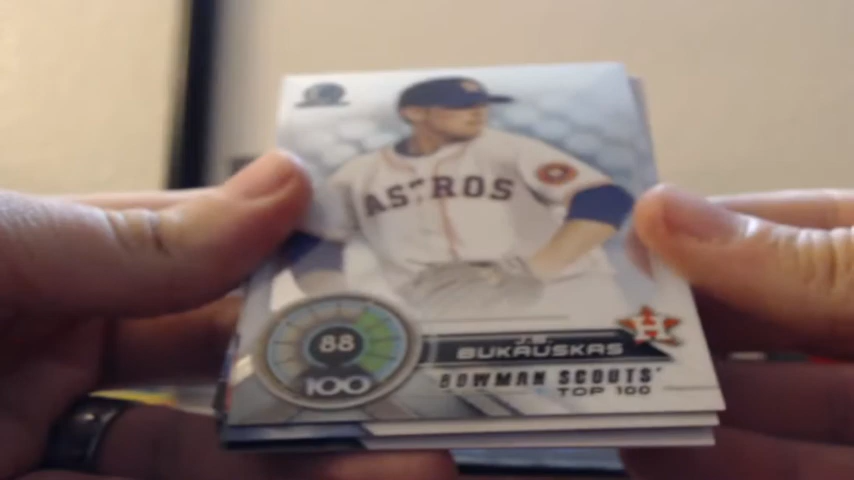 ASTROS
88
100
J.B.
BUKAUSKAS
H
BOWMAN SCOUTS'
TOP 100